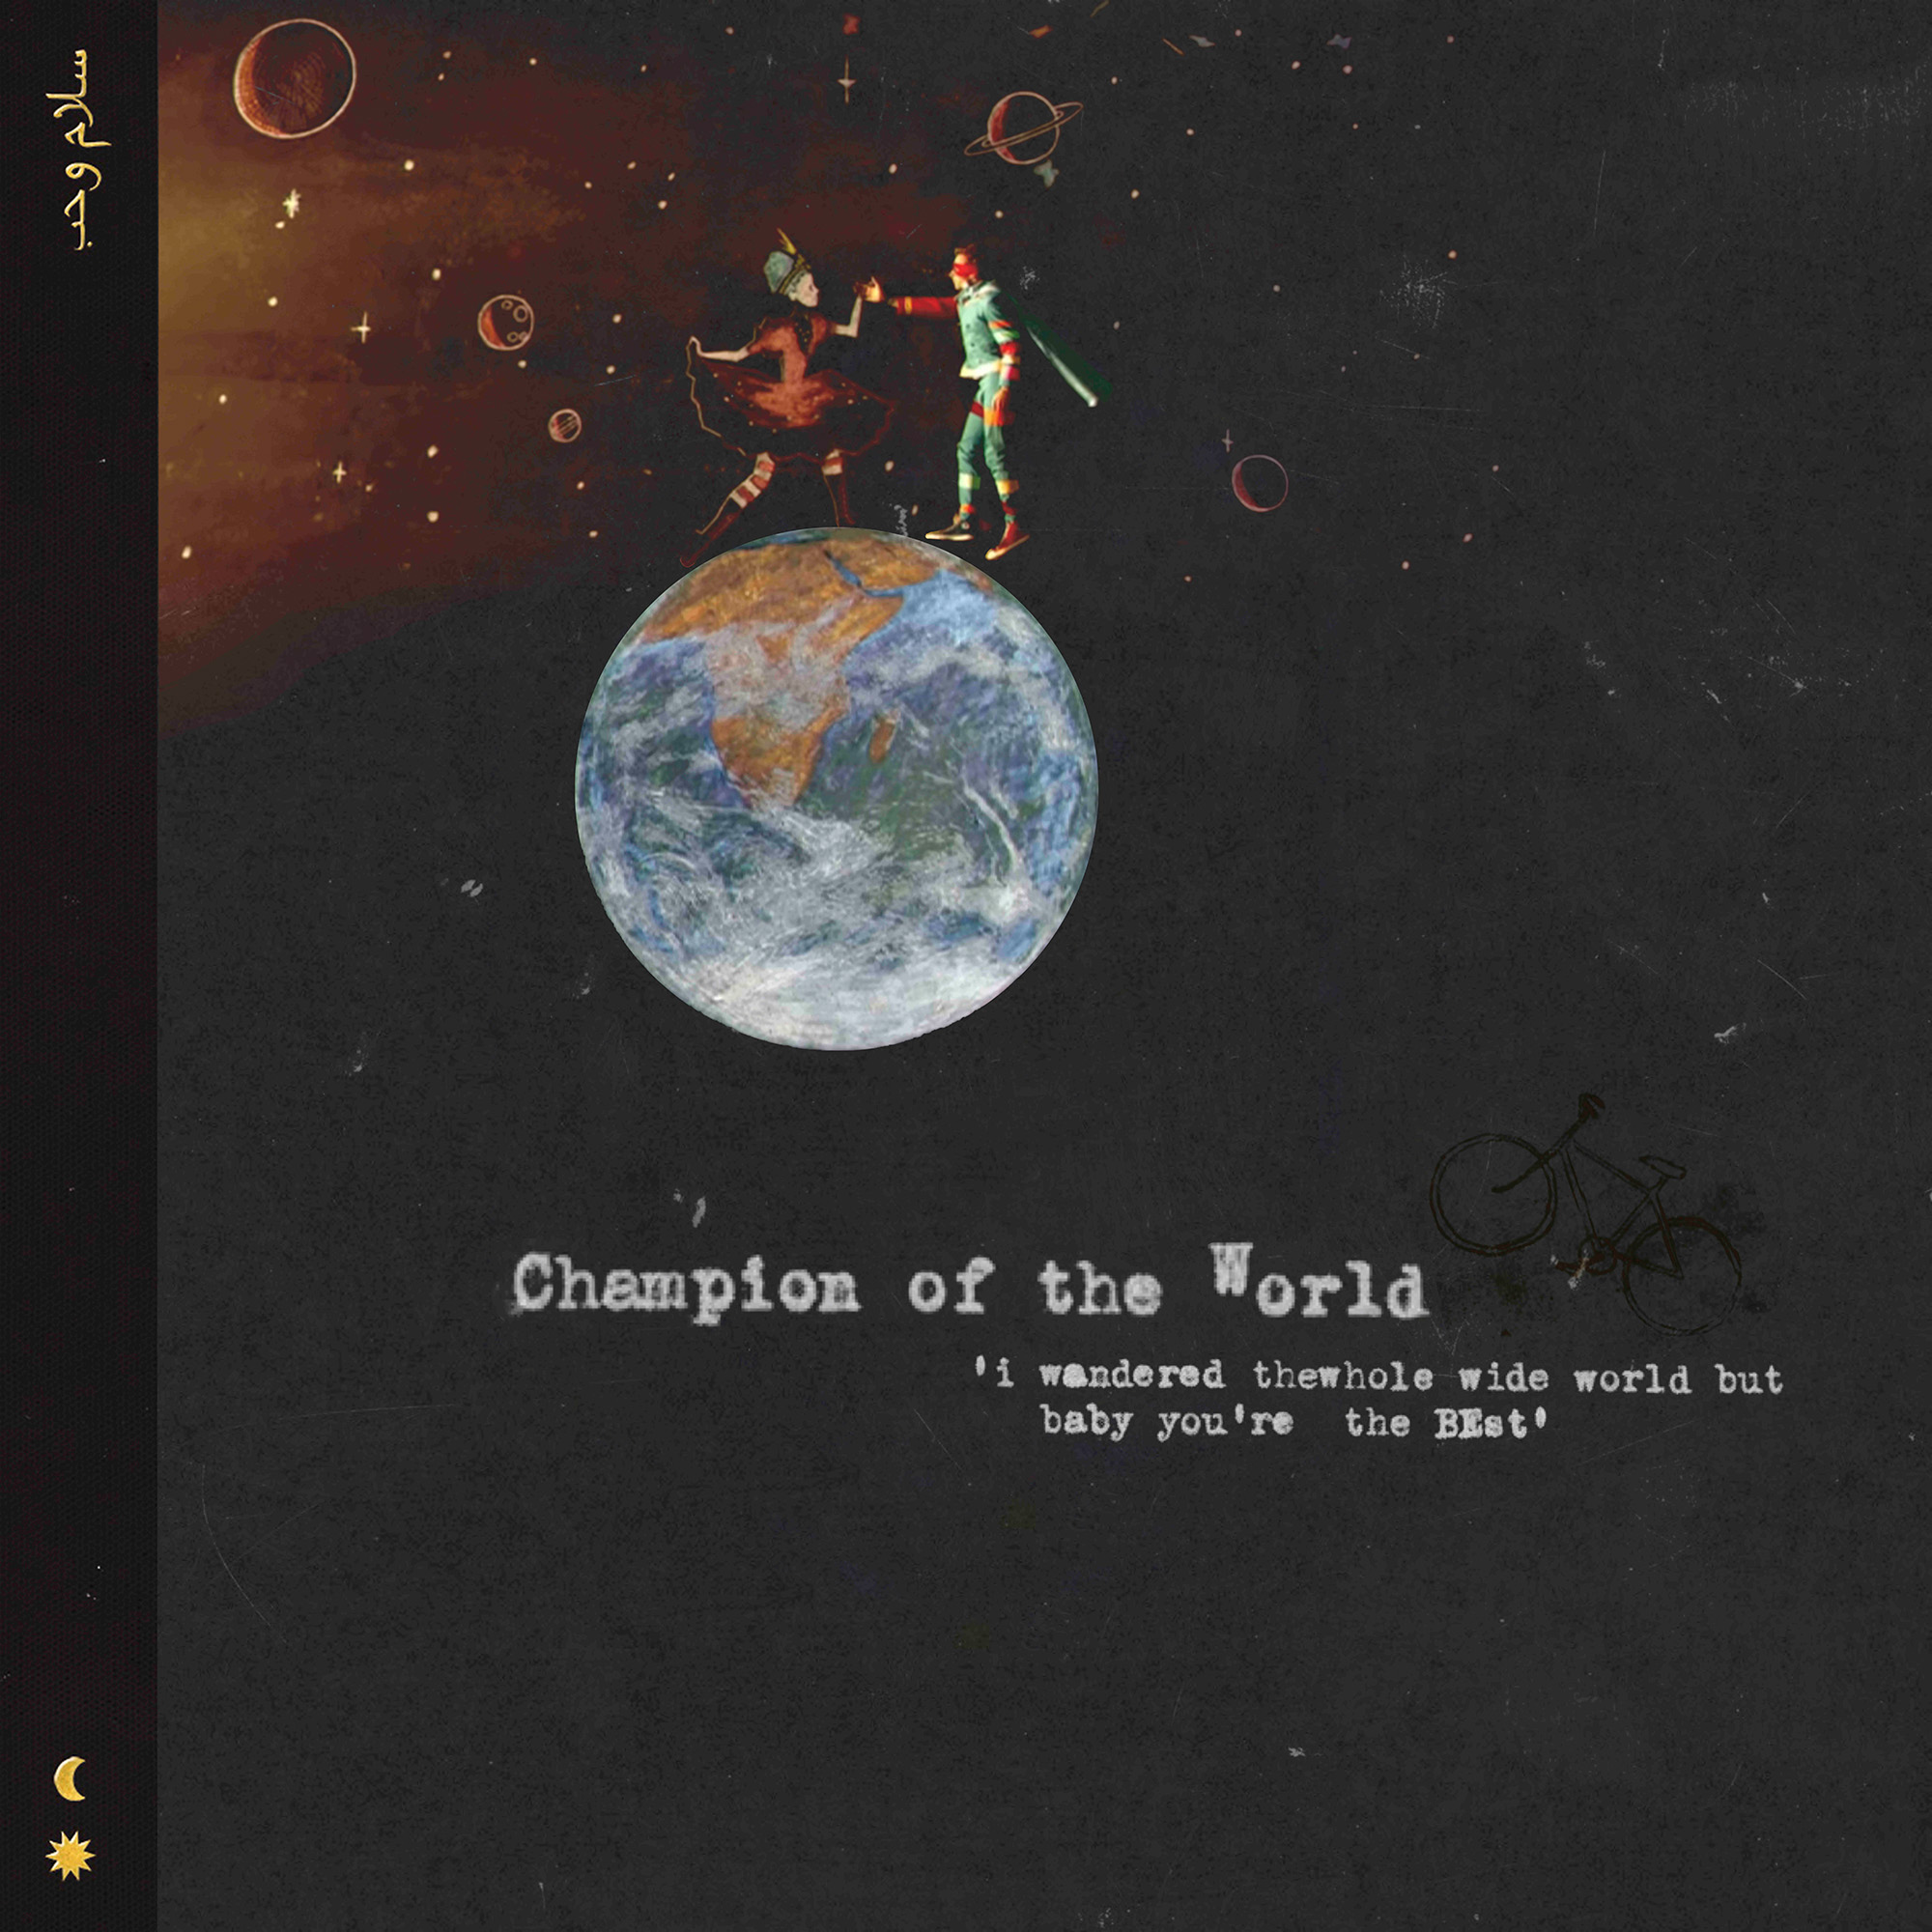 سلام وحب
Champion of the World
'i wandered thewhole wide world but
baby you're  the BEst'